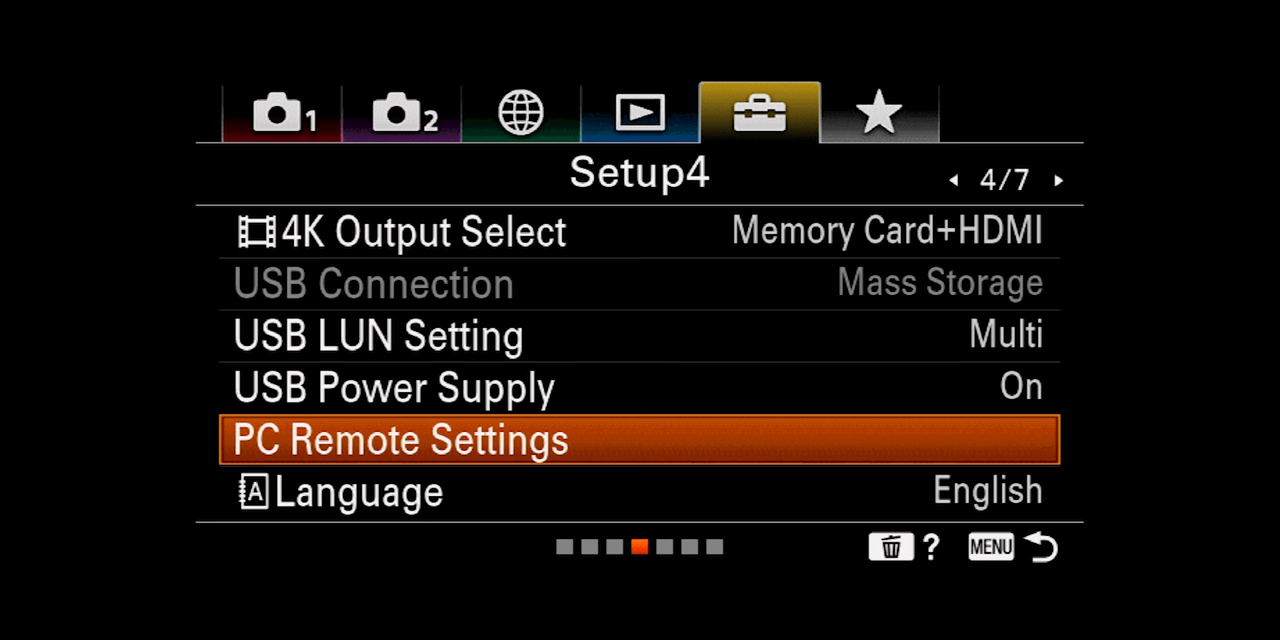 1 2
Setup4 4/7
4K Output Select Memory Card+HDMI
USB Connection Mass Storage
USB LUN Setting Multi
USB Power Supply On
PC Remote Settings
A Language English
? MENU